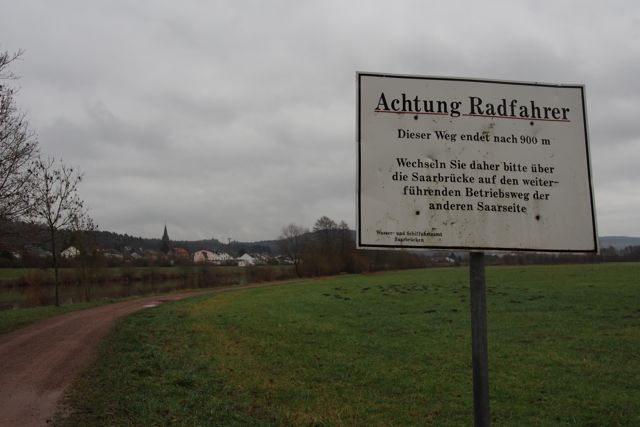 Achtung Radfahrer
Dieser Weg endet nach 900 m
Wechseln Sie daher bitte über
die Saarbrücke auf den weiter-
führenden Betriebsweg der
anderen Saarseite
Wasser- und Schiffahrtsamt
Saarbrücken